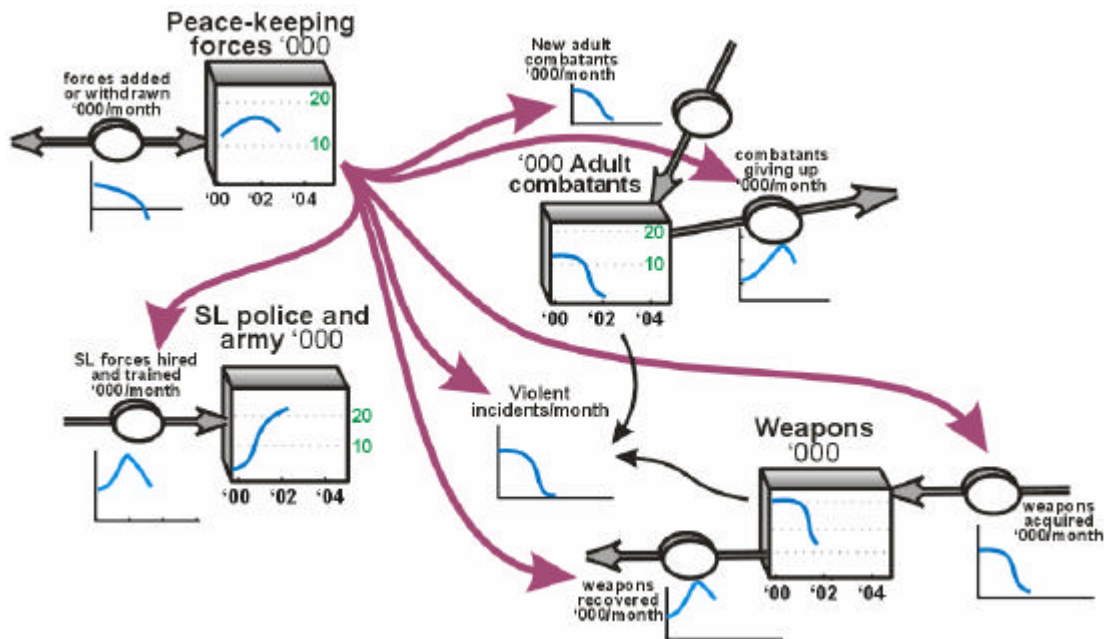 Peace-keeping
forces ‘000
forces added
or withdrawn
‘000/month
20
10
‘00 ‘02 ‘04
New adult
combatants
‘000/month
‘000 Adult
combatants
20
10
‘00 ‘02 ‘04
combatants
giving up
‘000/month
SL police and
army ‘000
20
10
‘00 ‘02 ‘04
SL forces hired
and trained
‘000/month
Violent
incidents/month
Weapons
‘000
‘00 ‘02 ‘04
weapons
acquired
‘000/month
weapons
recovered
‘000/month